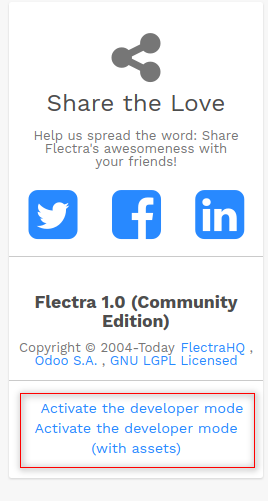 Share the Love
Help us spread the word: Share
Flectra's awesomeness with
your friends!
Flectra 1.0 (Community
Edition)
Copyright © 2004-Today FlectraHQ ,
Odoo S.A. , GNU LGPL Licensed
Activate the developer mode
Activate the developer mode
(with assets)